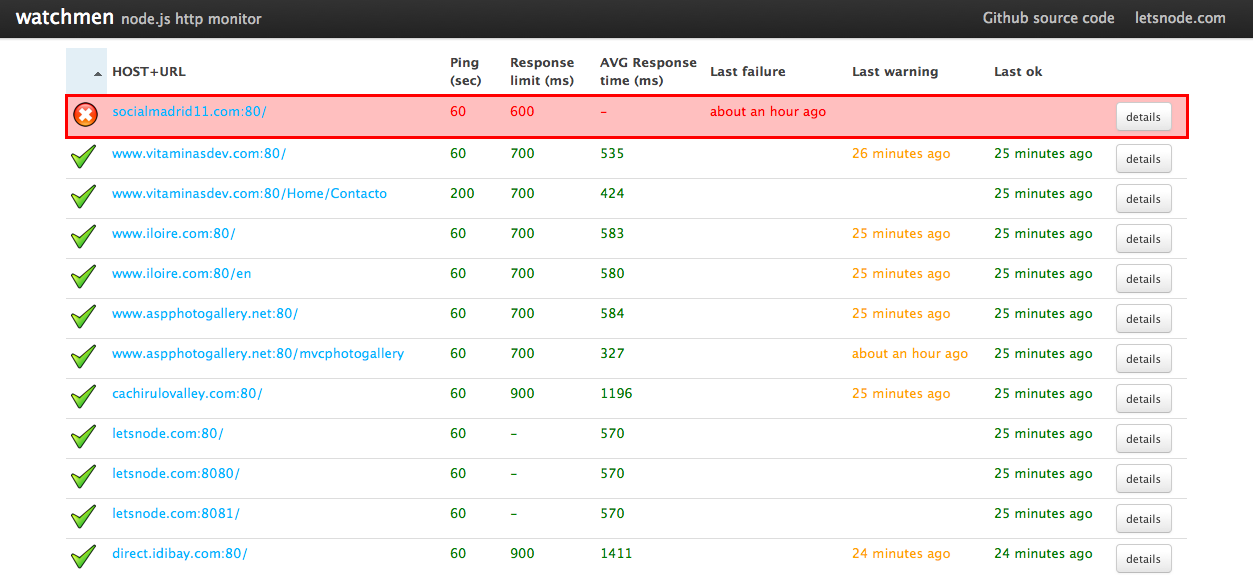 watchmen node.js http monitor Github source code letsnode.com
HOST+URL Ping (sec) Response limit (ms) AVG Response time (ms) Last failure Last warning Last ok
socialmadrid11.com:80/ 60 600 – about an hour ago details
www.vitaminasdev.com:80/ 60 700 535 26 minutes ago 25 minutes ago details
www.vitaminasdev.com:80/Home/Contacto 200 700 424 25 minutes ago details
www.iloire.com:80/ 60 700 583 25 minutes ago 25 minutes ago details
www.iloire.com:80/en 60 700 580 25 minutes ago 25 minutes ago details
www.aspphotogallery.net:80/ 60 700 584 25 minutes ago 25 minutes ago details
www.aspphotogallery.net:80/mvcphotogallery 60 700 327 about an hour ago 25 minutes ago details
cachirulovalley.com:80/ 60 900 1196 25 minutes ago 25 minutes ago details
letsnode.com:80/ 60 – 570 25 minutes ago details
letsnode.com:8080/ 60 – 570 25 minutes ago details
letsnode.com:8081/ 60 – 570 25 minutes ago details
direct.idibay.com:80/ 60 900 1411 24 minutes ago 24 minutes ago details